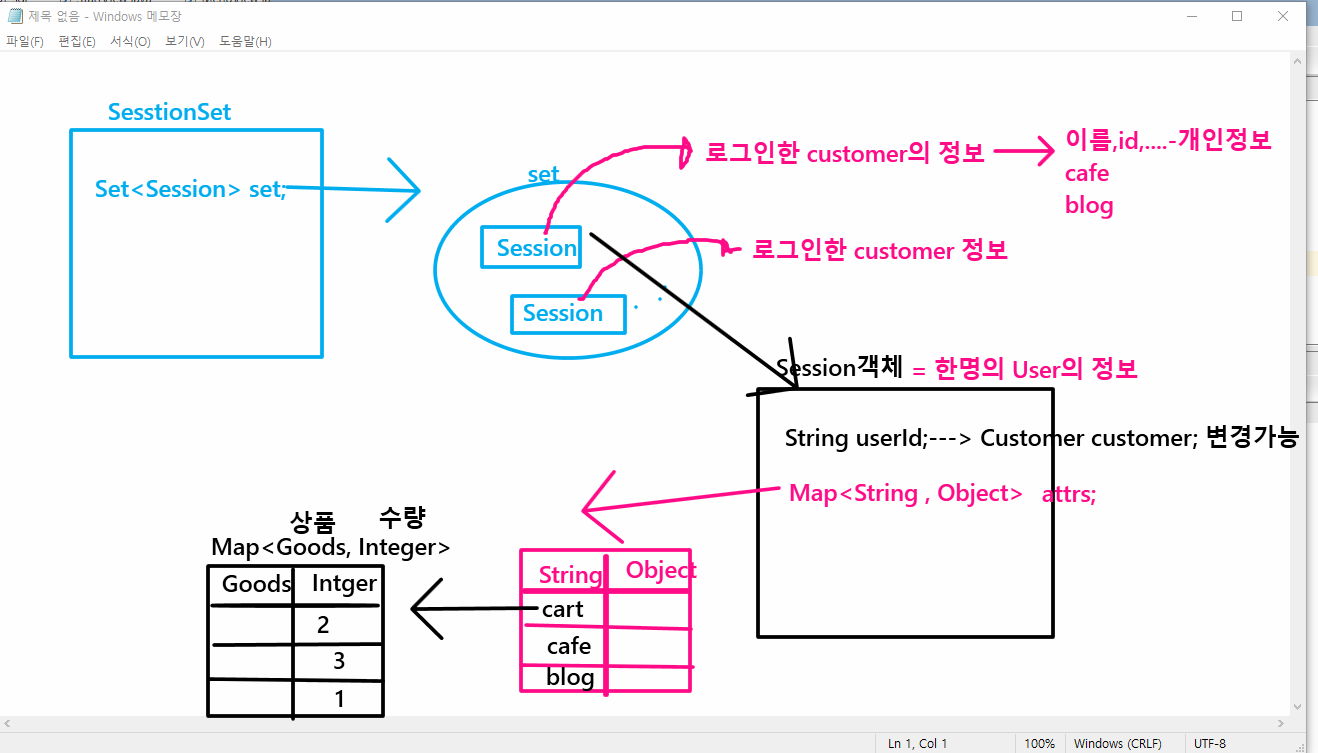 제목 없음 - Windows 메모장
파일(F) 편집(E) 서식(O) 보기(V) 도움말(H)
SesstionSet
Set<Session> set;
set
Session
Session
로그인한 customer의 정보
이름,id,....-개인정보
cafe
blog
로그인한 customer 정보
Session객체 = 한명의 User의 정보
String userId;---> Customer customer; 변경가능
Map<String , Object> attrs;
상품 수량
Map<Goods, Integer>
Goods Intger
2
3
1
String Object
cart
cafe
blog
Ln 1, Col 1 100% Windows (CRLF) UTF-8